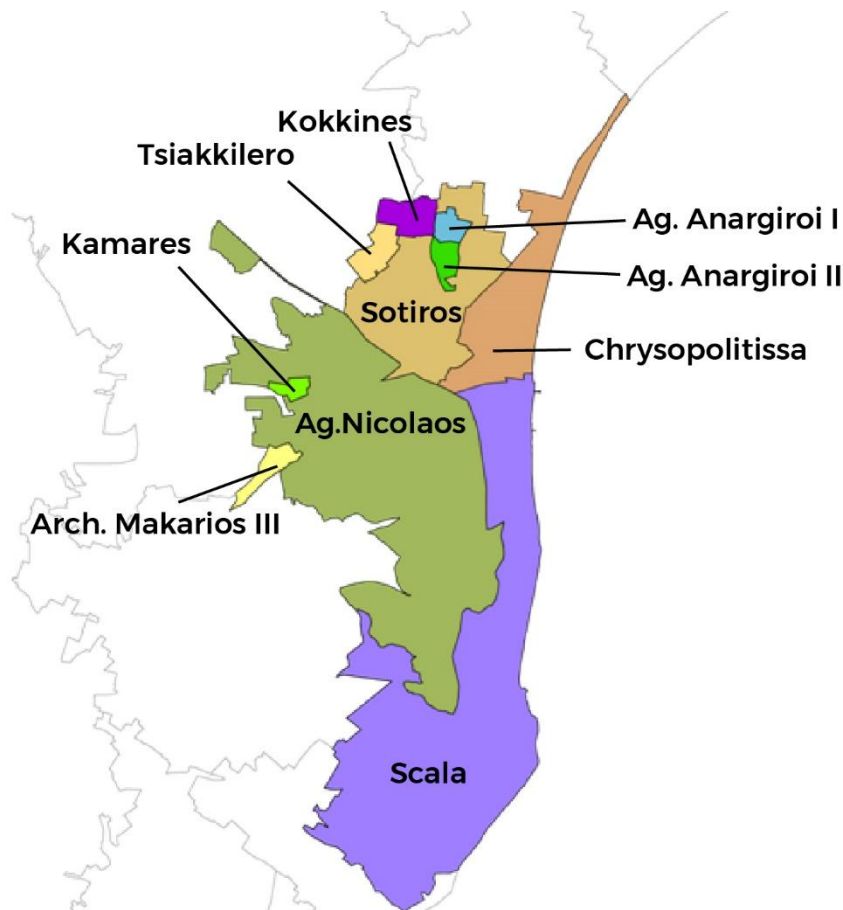 Kokkines
Tsiakkilero
Kamares
Ag. Anargiroi I
Ag. Anargiroi II
Sotiros
Chrysopolitissa
Ag.Nicolaos
Arch. Makarios III
Scala